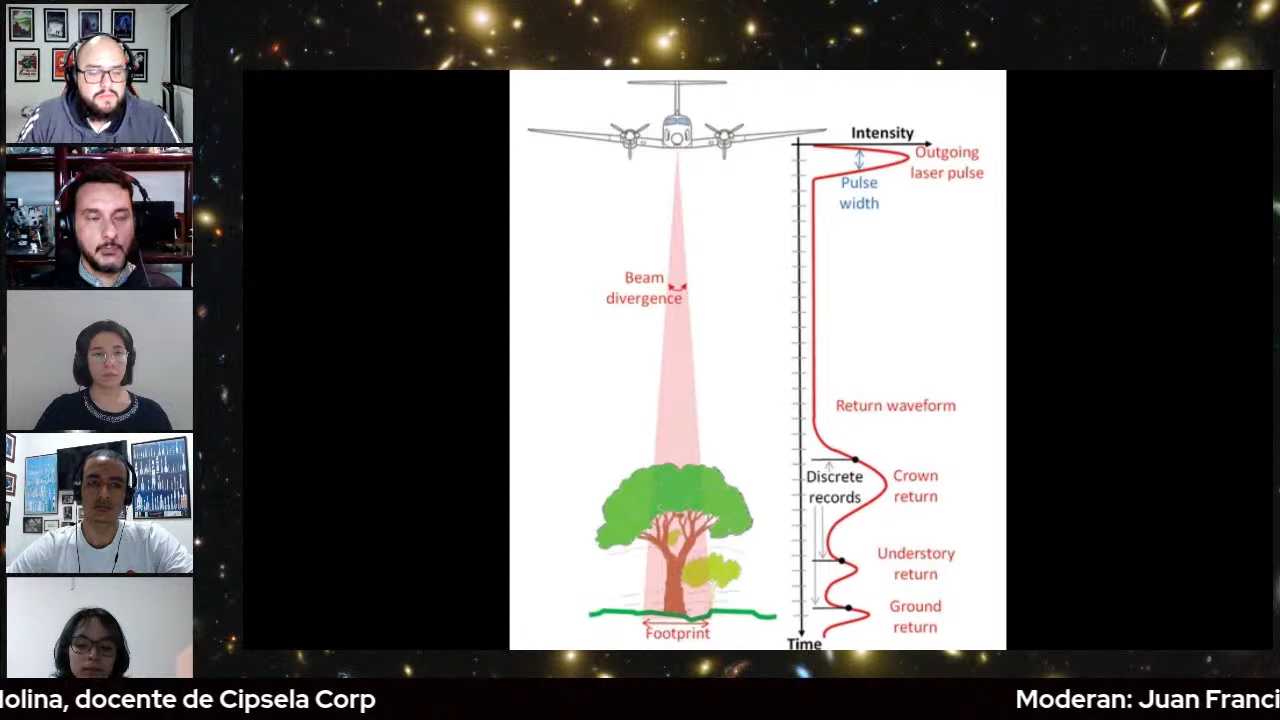 Intensity
Outgoing
laser pulse
Pulse
width
Beam
divergence
Return waveform
Discrete
records
Crown
return
Understory
return
Ground
return
Footprint
Time
Molina, docente de Cipsela Corp
Moderan: Juan Franci